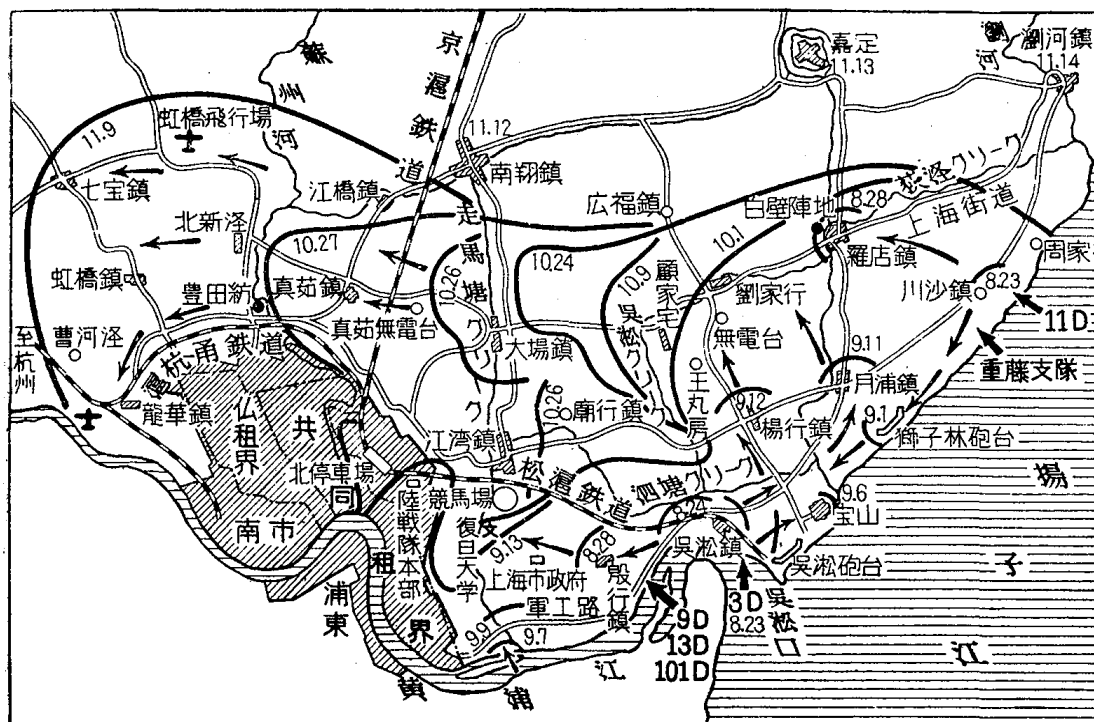 蘇州河
京滬鉄道
嘉定
11.13
瀏河
瀏河鎮
11.14
虹橋飛行場
11.9
七宝鎮
11.12
南翔鎮
江橋鎮
北新涇
虹橋鎮
豊田紡
曹河涇
至杭州
滬杭甬鉄道
龍華鎮
10.27
真茹鎮
真茹無電台
走馬塘クリーク
10.26
10.24
大場鎮
広福鎮
10.9
10.1
顧家宅
呉淞クリーク
劉家行
無電台
王丸房
白壁陣地
8.28
荻涇クリーク
上海街道
羅店鎮
周家
川沙鎮
8.23
11D
重藤支隊
9.11
月浦鎮
9.12
楊行鎮
9.1
獅子林砲台
9.6
宝山
呉淞砲台
呉淞鎮
8.24
泗塘クリーク
淞滬鉄道
10.26
廟行鎮
江湾鎮
競馬場
復旦大学
9.13
上海市政府
8.28
殷行鎮
軍工路
9.9
9.7
9D
13D
101D
3D
8.23
呉淞口
仏租界
共同租界
北停車場
陸戦隊本部
南市
浦東
黄浦江
揚子江